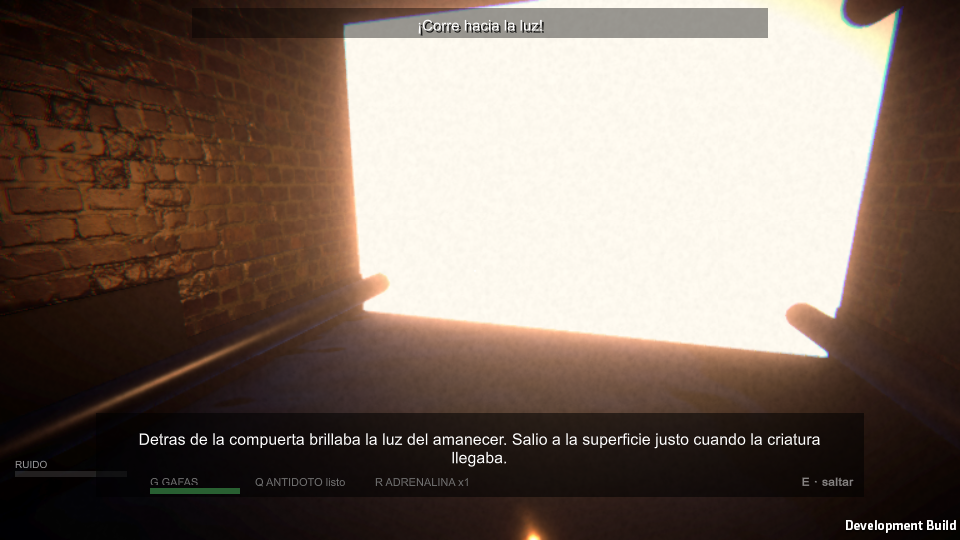 ¡Corre hacia la luz!
Detras de la compuerta brillaba la luz del amanecer. Salio a la superficie justo cuando la criatura
llegaba.
RUIDO
G GAFAS Q ANTIDOTO listo R ADRENALINA x1 E · saltar
Development Build